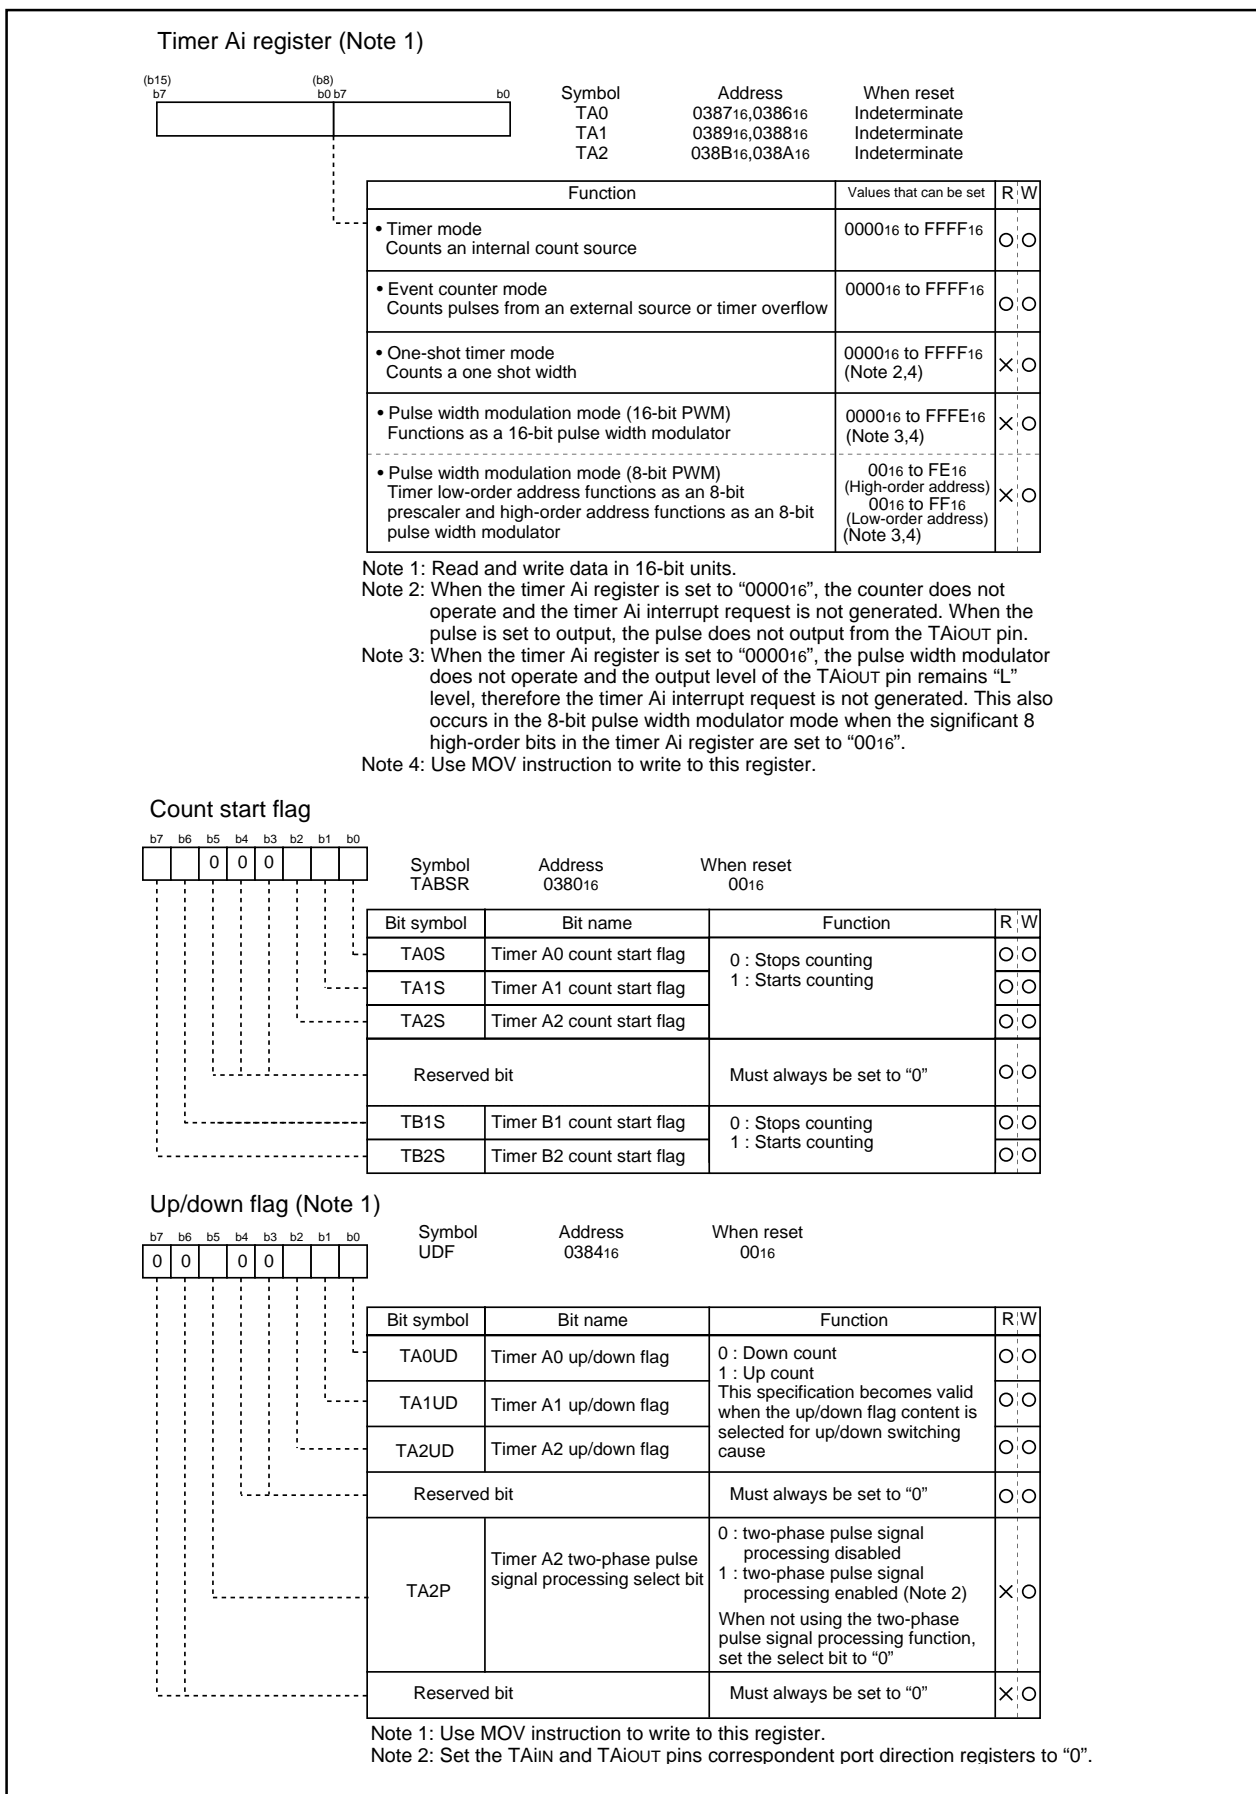 Timer Ai register (Note 1)
(b15) (b8)
b7 b0 b7 b0
Symbol Address When reset
TA0 038716,038616 Indeterminate
TA1 038916,038816 Indeterminate
TA2 038B16,038A16 Indeterminate
Function Values that can be set R W
• Timer mode 000016 to FFFF16
Counts an internal count source
• Event counter mode 000016 to FFFF16
Counts pulses from an external source or timer overflow
• One-shot timer mode 000016 to FFFF16
Counts a one shot width (Note 2,4)
• Pulse width modulation mode (16-bit PWM) 000016 to FFFE16
Functions as a 16-bit pulse width modulator (Note 3,4)
• Pulse width modulation mode (8-bit PWM) 0016 to FE16
Timer low-order address functions as an 8-bit (High-order address)
prescaler and high-order address functions as an 8-bit 0016 to FF16
pulse width modulator (Low-order address)
(Note 3,4)
Note 1: Read and write data in 16-bit units.
Note 2: When the timer Ai register is set to “000016”, the counter does not
operate and the timer Ai interrupt request is not generated. When the
pulse is set to output, the pulse does not output from the TAiOUT pin.
Note 3: When the timer Ai register is set to “000016”, the pulse width modulator
does not operate and the output level of the TAiOUT pin remains “L”
level, therefore the timer Ai interrupt request is not generated. This also
occurs in the 8-bit pulse width modulator mode when the significant 8
high-order bits in the timer Ai register are set to “0016”.
Note 4: Use MOV instruction to write to this register.
Count start flag
b7 b6 b5 b4 b3 b2 b1 b0
0 0 0
Symbol Address When reset
TABSR 038016 0016
Bit symbol Bit name Function R W
TA0S Timer A0 count start flag 0 : Stops counting
TA1S Timer A1 count start flag 1 : Starts counting
TA2S Timer A2 count start flag
Reserved bit Must always be set to “0”
TB1S Timer B1 count start flag 0 : Stops counting
TB2S Timer B2 count start flag 1 : Starts counting
Up/down flag (Note 1)
b7 b6 b5 b4 b3 b2 b1 b0
0 0 0 0
Symbol Address When reset
UDF 038416 0016
Bit symbol Bit name Function R W
TA0UD Timer A0 up/down flag 0 : Down count
1 : Up count
TA1UD Timer A1 up/down flag This specification becomes valid
when the up/down flag content is
TA2UD Timer A2 up/down flag selected for up/down switching
cause
Reserved bit Must always be set to “0”
0 : two-phase pulse signal
Timer A2 two-phase pulse processing disabled
signal processing select bit 1 : two-phase pulse signal
TA2P processing enabled (Note 2)
When not using the two-phase
pulse signal processing function,
set the select bit to “0”
Reserved bit Must always be set to “0”
Note 1: Use MOV instruction to write to this register.
Note 2: Set the TAiIN and TAiOUT pins correspondent port direction registers to “0”.